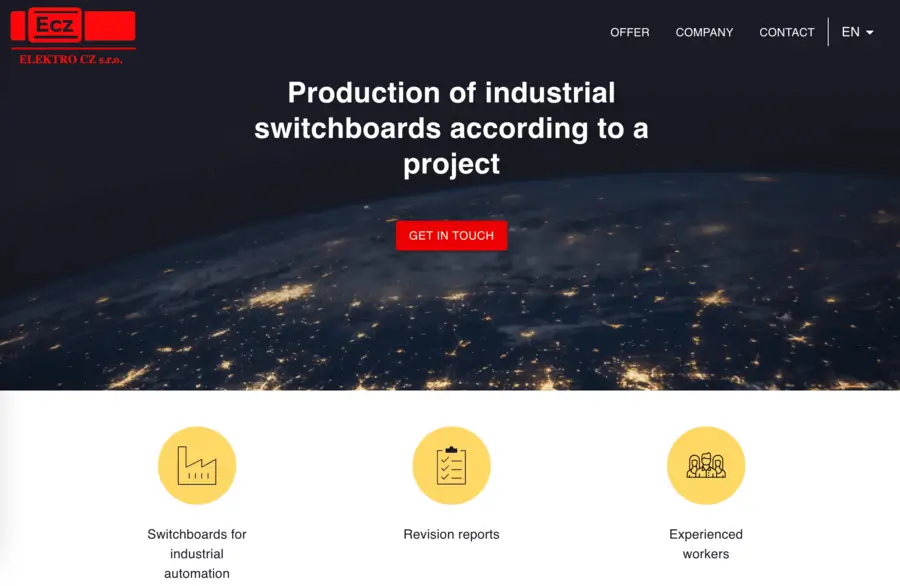 Ecz
ELEKTRO CZ s.r.o.
OFFER
COMPANY
CONTACT
EN
Production of industrial
switchboards according to a
project
GET IN TOUCH
Switchboards for
industrial
automation
Revision reports
Experienced
workers